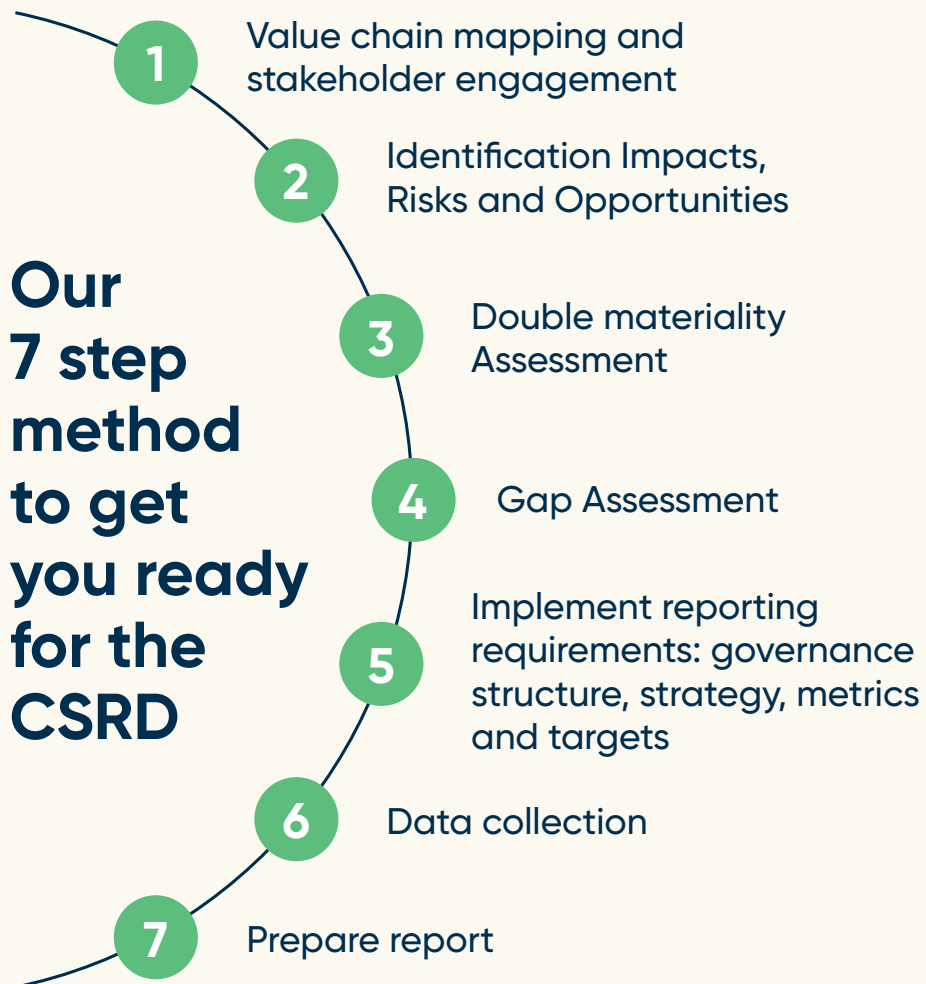 Our
7 step
method
to get
you ready
for the
CSRD
1
Value chain mapping and
stakeholder engagement
2
Identification Impacts,
Risks and Opportunities
3
Double materiality
Assessment
4
Gap Assessment
5
Implement reporting
requirements: governance
structure, strategy, metrics
and targets
6
Data collection
7
Prepare report